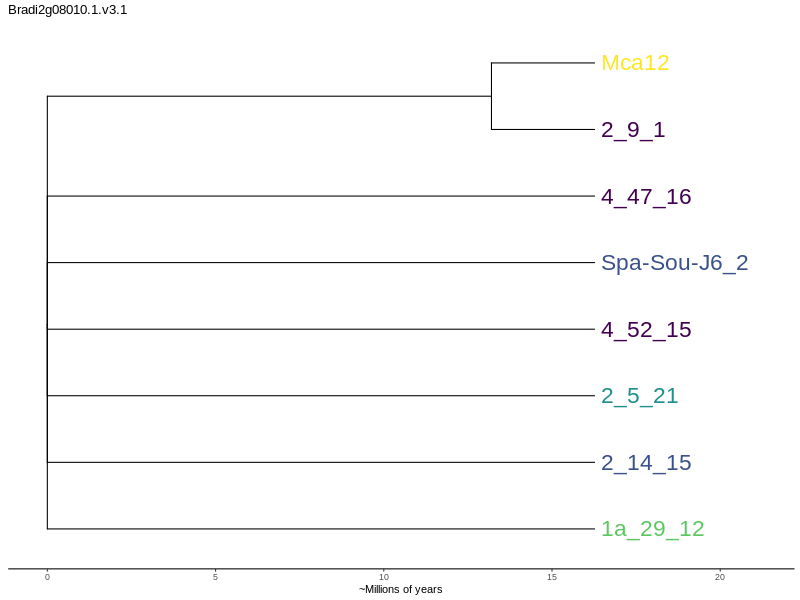 Bradi2g08010.1.v3.1
Mca12
2_9_1
4_47_16
Spa-Sou-J6_2
4_52_15
2_5_21
2_14_15
1a_29_12
0 5 10 15 20
~Millions of years